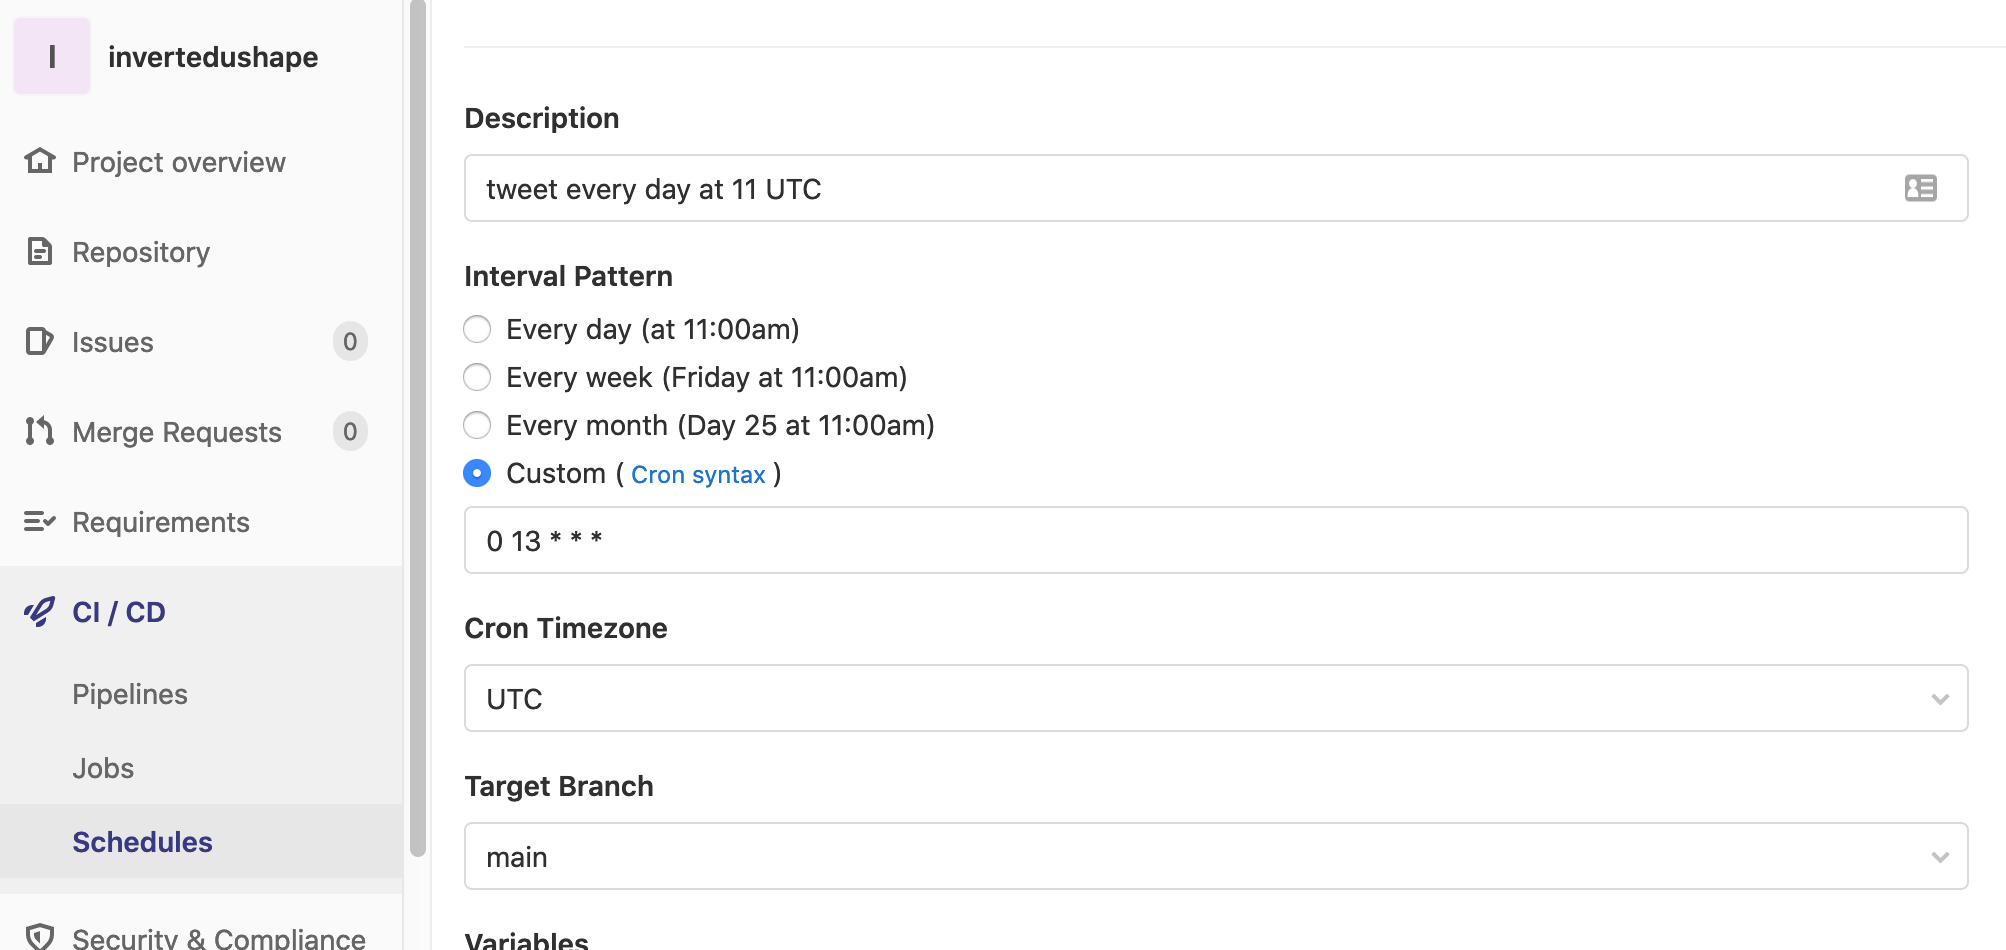 I
invertedushape
Project overview
Repository
Issues 0
Merge Requests 0
Requirements
CI / CD
Pipelines
Jobs
Schedules
Security & Compliance
Description
tweet every day at 11 UTC
Interval Pattern
Every day (at 11:00am)
Every week (Friday at 11:00am)
Every month (Day 25 at 11:00am)
Custom ( Cron syntax )
0 13 * * *
Cron Timezone
UTC
Target Branch
main
Variables